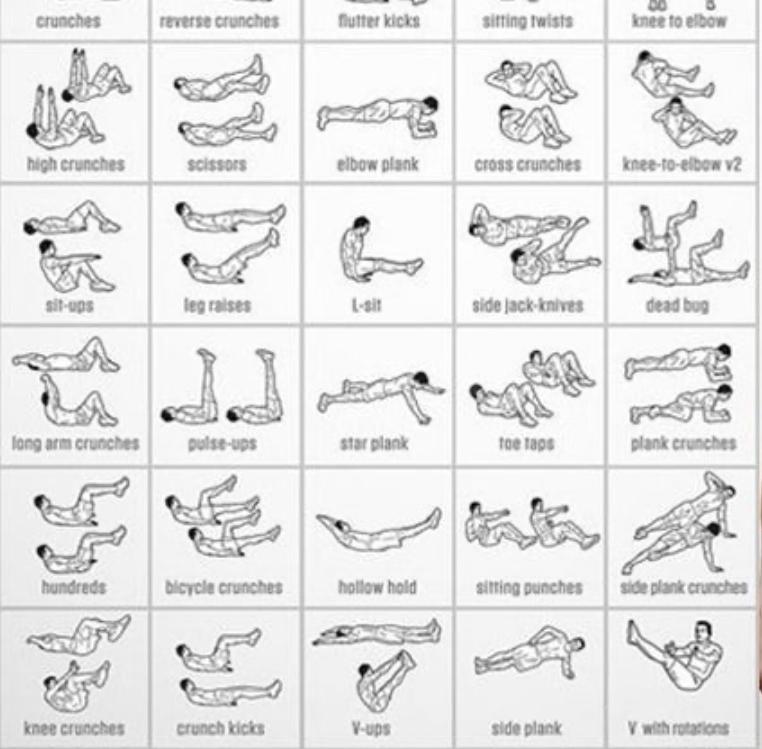 crunches
reverse crunches
flutter kicks
sitting twists
knee to elbow
high crunches
scissors
elbow plank
cross crunches
knee-to-elbow v2
sit-ups
leg raises
L-sit
side jack-knives
dead bug
long arm crunches
pulse-ups
star plank
toe taps
plank crunches
hundreds
bicycle crunches
hollow hold
sitting punches
side plank crunches
knee crunches
crunch kicks
V-ups
side plank
V with rotations